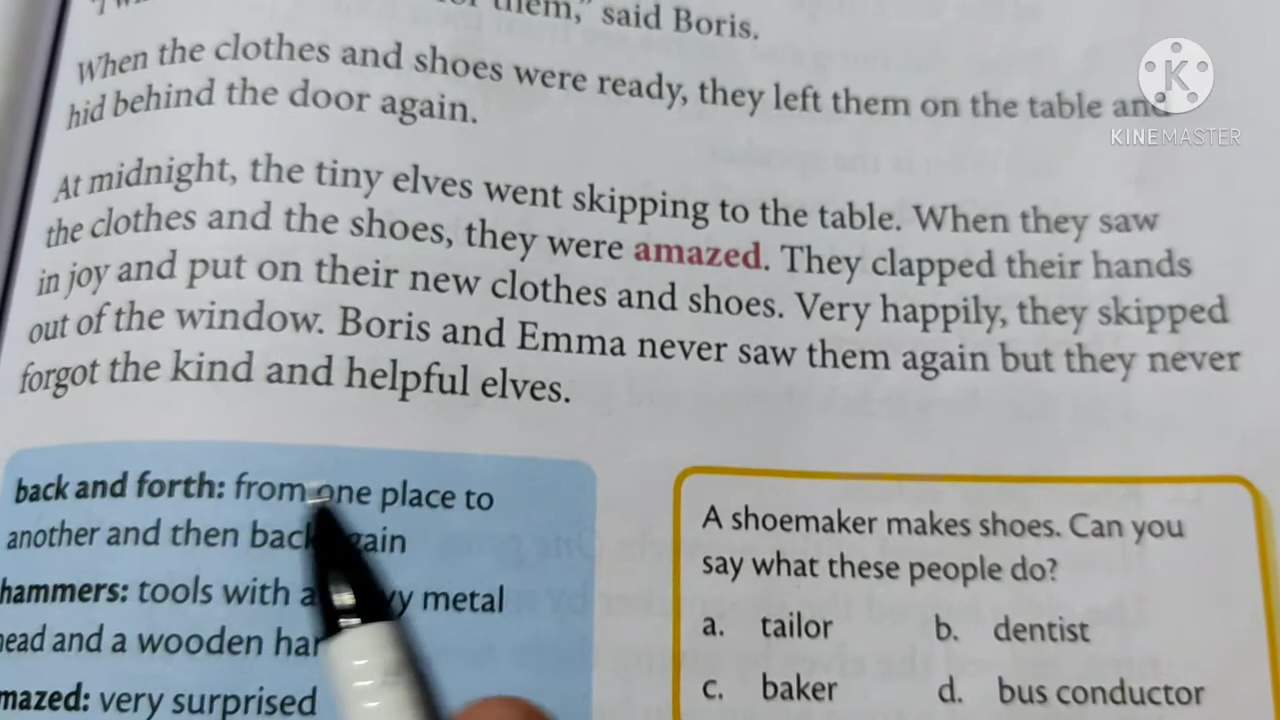 them," said Boris.
When the clothes and shoes were ready, they left them on the table and
hid behind the door again.
At midnight, the tiny elves went skipping to the table. When they saw
the clothes and the shoes, they were amazed. They clapped their hands
in joy and put on their new clothes and shoes. Very happily, they skipped
out of the window. Boris and Emma never saw them again but they never
forgot the kind and helpful elves.
back and forth: from one place to
another and then back again
hammers: tools with a metal
head and a wooden
amazed: very surprised
A shoemaker makes shoes. Can you
say what these people do?
a. tailor b. dentist
c. baker d. bus conductor
K
KINEMASTER